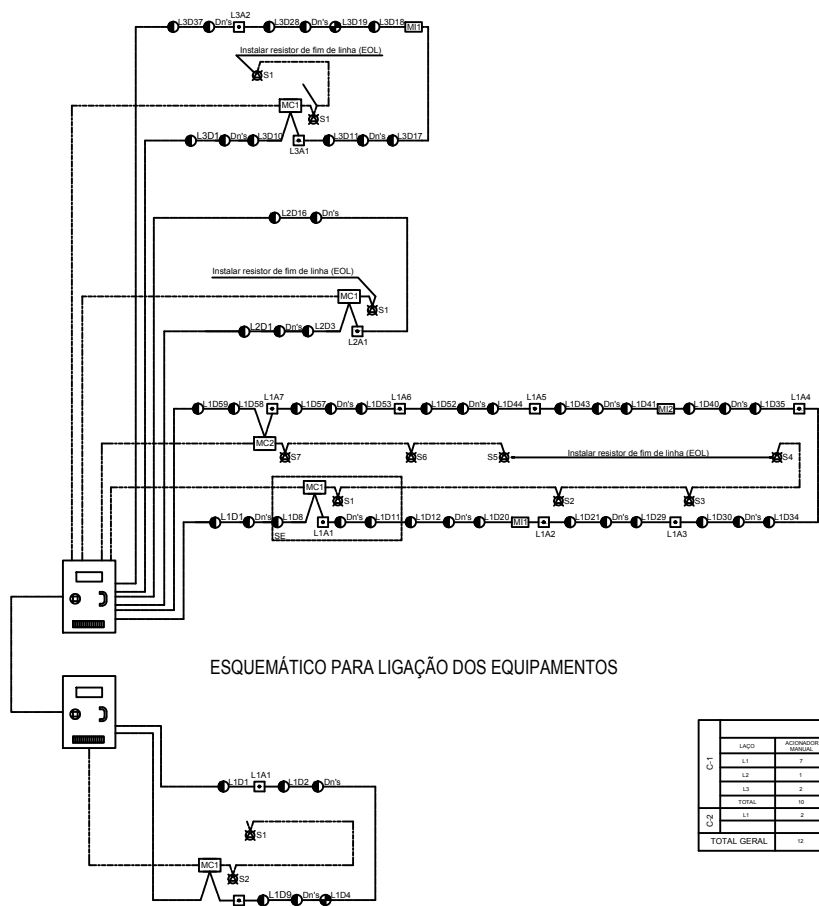 L3A2
L3D37 Dn's L3D28 Dn's L3D19 L3D18 MI1
Instalar resistor de fim de linha (EOL)
S1
MC1
S1
L3D1 Dn's L3D10 L3D11 Dn's L3D17
L3A1
L2D16 Dn's
Instalar resistor de fim de linha (EOL)
MC1
S1
L2D1 Dn's L2D3
L2A1
L1A7 L1A6 L1A5 L1A4
L1D59 L1D58 L1D57 Dn's L1D53 L1D52 Dn's L1D44 L1D43 Dn's L1D41 MI2 L1D40 Dn's L1D35
MC2
S7 S6 S5 Instalar resistor de fim de linha (EOL) S4
MC1
S1 S2 S3
L1D1 Dn's L1D8 Dn's L1D11 L1D12 Dn's L1D20 MI1 L1D21 Dn's L1D29 L1D30 Dn's L1D34
SE L1A1 L1A2 L1A3
ESQUEMÁTICO PARA LIGAÇÃO DOS EQUIPAMENTOS
C-1
LAÇO ACIONADOR MANUAL
L1 7
L2 1
L3 2
TOTAL 10
C-2
L1 2
TOTAL GERAL 12
L1A1
L1D1 L1D2 Dn's
S1
MC1
S2
L1D9 Dn's L1D4